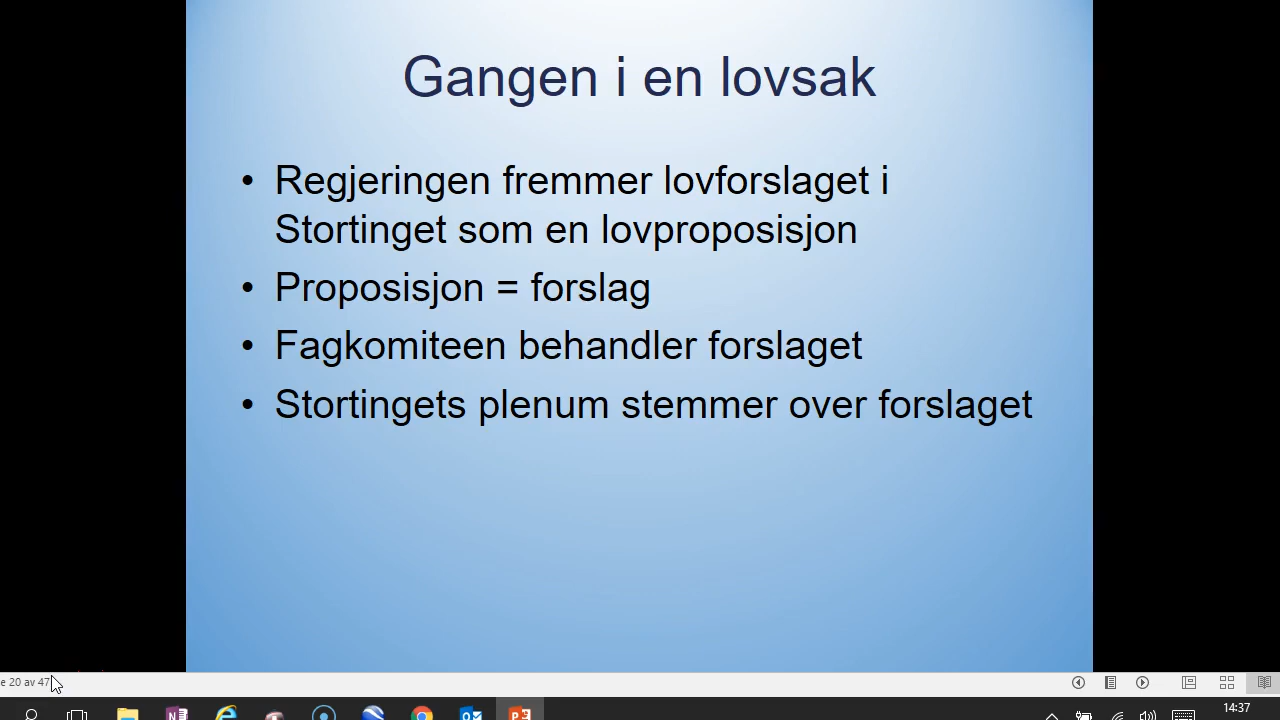 Gangen i en lovsak
• Regjeringen fremmer lovforslaget i
Stortinget som en lovproposisjon
• Proposisjon = forslag
• Fagkomiteen behandler forslaget
• Stortingets plenum stemmer over forslaget
e 20 av 47
14:37